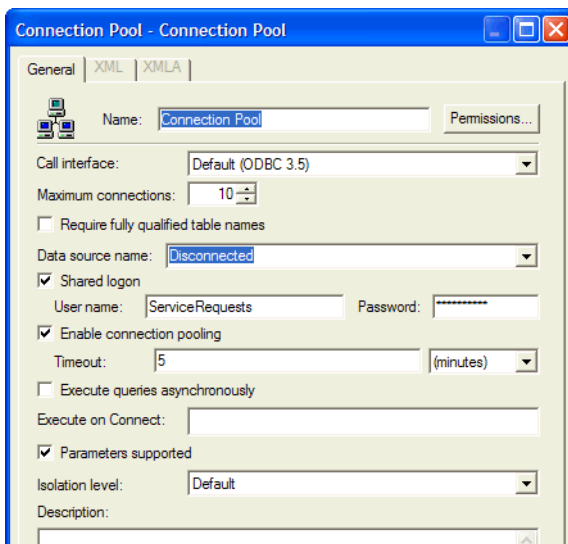 Connection Pool - Connection Pool
General XML XMLA
Name: Connection Pool Permissions...
Call interface: Default (ODBC 3.5)
Maximum connections: 10
Require fully qualified table names
Data source name: Disconnected
Shared logon
User name: ServiceRequests Password: **********
Enable connection pooling
Timeout: 5 (minutes)
Execute queries asynchronously
Execute on Connect:
Parameters supported
Isolation level: Default
Description: